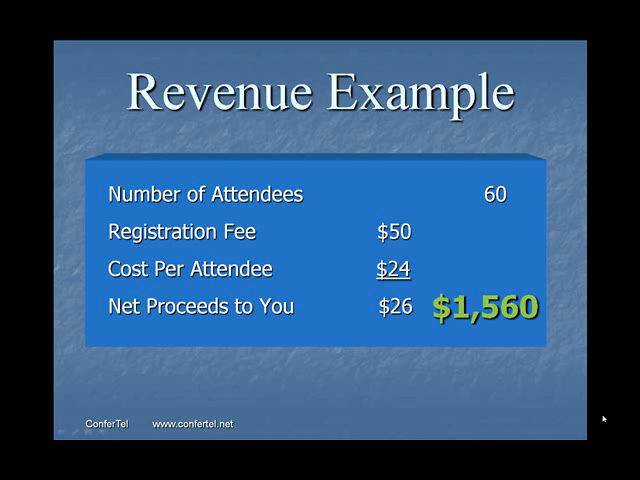 Revenue Example
Number of Attendees 60
Registration Fee $50
Cost Per Attendee $24
Net Proceeds to You $26 $1,560
ConferTel www.confertel.net